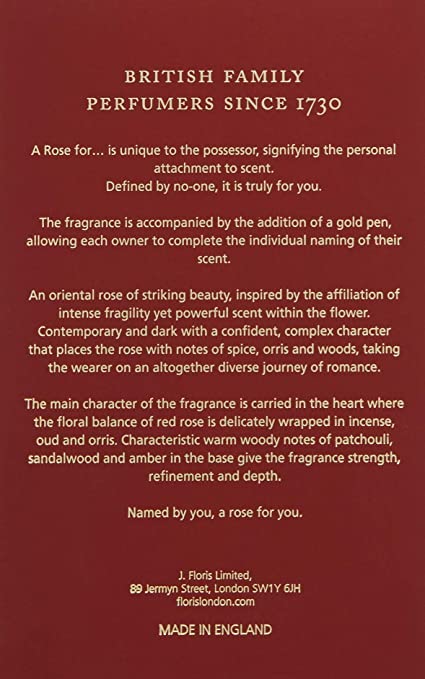 BRITISH FAMILY
PERFUMERS SINCE 1730
A Rose for... is unique to the possessor, signifying the personal
attachment to scent.
Defined by no-one, it is truly for you.
The fragrance is accompanied by the addition of a gold pen,
allowing each owner to complete the individual naming of their
scent.
An oriental rose of striking beauty, inspired by the affiliation of
intense fragility yet powerful scent within the flower.
Contemporary and dark with a confident, complex character
that places the rose with notes of spice, orris and woods, taking
the wearer on an altogether diverse journey of romance.
The main character of the fragrance is carried in the heart where
the floral balance of red rose is delicately wrapped in incense,
oud and orris. Characteristic warm woody notes of patchouli,
sandalwood and amber in the base give the fragrance strength,
refinement and depth.
Named by you, a rose for you.
J. Floris Limited,
89 Jermyn Street, London SW1Y 6JH
florislondon.com
MADE IN ENGLAND